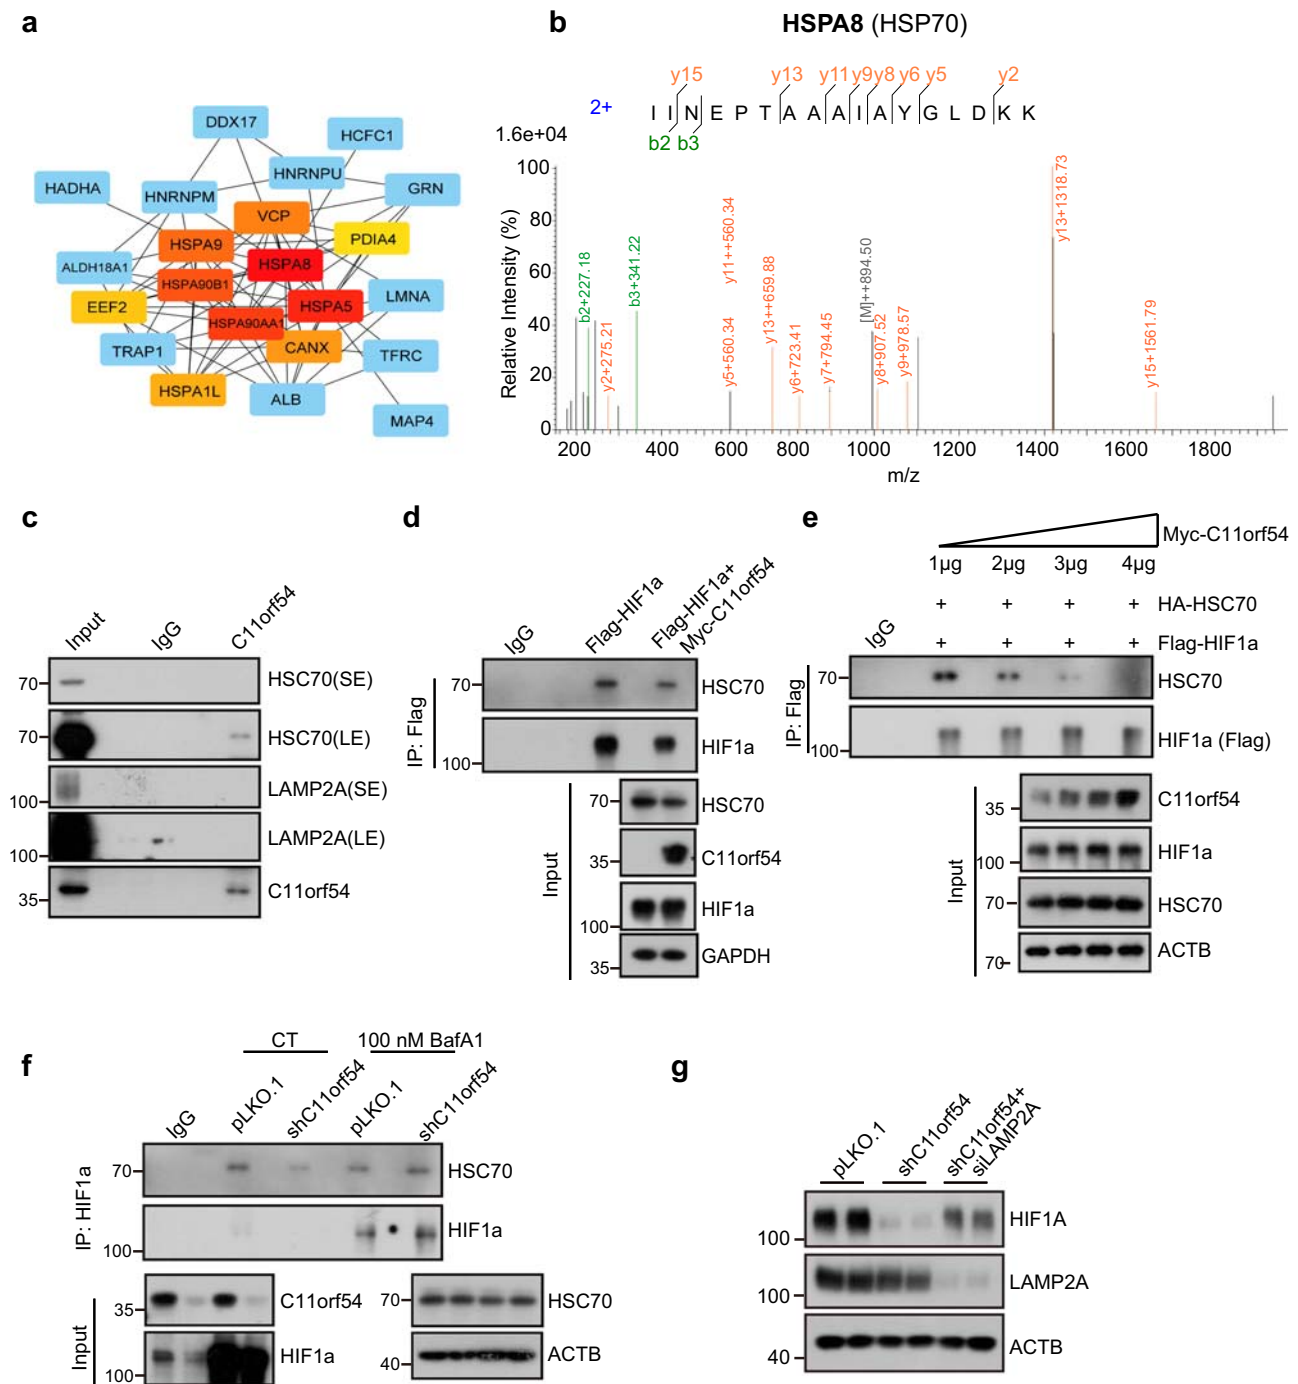 a
DDX17
HCFC1
HNRNPU
HADHA
HNRNPM
GRN
VCP
PDIA4
HSPA9
HSPA8
ALDH18A1
HSPA90B1
HSPA5
LMNA
EEF2
HSPA90AA1
TRAP1
CANX
TFRC
HSPA1L
ALB
MAP4
b
HSPA8 (HSP70)
y15 y13 y11 y9 y8 y6 y5 y2
2+ I I N E P T A A A I A Y G L D K K
b2 b3
1.6e+04
Relative Intensity (%)
100
80
60
40
20
0
b2+227.18
y2+275.21
b3+341.22
y11++560.34
y5+560.34
y13++659.88
y6+723.41
y7+794.45
[M]++894.50
y8+907.52
y9+978.57
y13+1318.73
y15+1561.79
200 400 600 800 1000 1200 1400 1600 1800
m/z
c
Input IgG C11orf54
70 HSC70(SE)
70 HSC70(LE)
100 LAMP2A(SE)
100 LAMP2A(LE)
35 C11orf54
d
IgG Flag-HIF1a Flag-HIF1a+
Myc-C11orf54
IP: Flag
70 HSC70
100 HIF1a
Input
70 HSC70
35 C11orf54
100 HIF1a
35 GAPDH
e
Myc-C11orf54
1μg 2μg 3μg 4μg
+ + + + HA-HSC70
IgG + + + + Flag-HIF1a
IP: Flag
70 HSC70
100 HIF1a (Flag)
Input
35 C11orf54
100 HIF1a
70 HSC70
70 ACTB
f
CT 100 nM BafA1
IgG pLKO.1 shC11orf54 pLKO.1 shC11orf54
IP: HIF1a
70 HSC70
100 HIF1a
Input
35 C11orf54
100 HIF1a
70 HSC70
40 ACTB
g
pLKO.1 shC11orf54 shC11orf54+
siLAMP2A
100 HIF1A
100 LAMP2A
40 ACTB